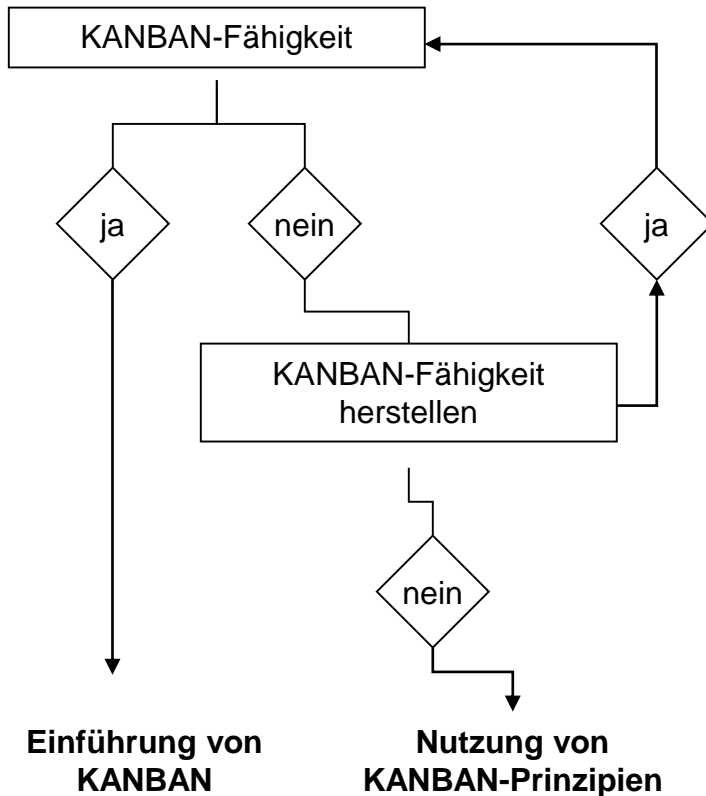 KANBAN-Fähigkeit
ja
nein
ja
KANBAN-Fähigkeit
herstellen
nein
Einführung von
KANBAN
Nutzung von
KANBAN-Prinzipien